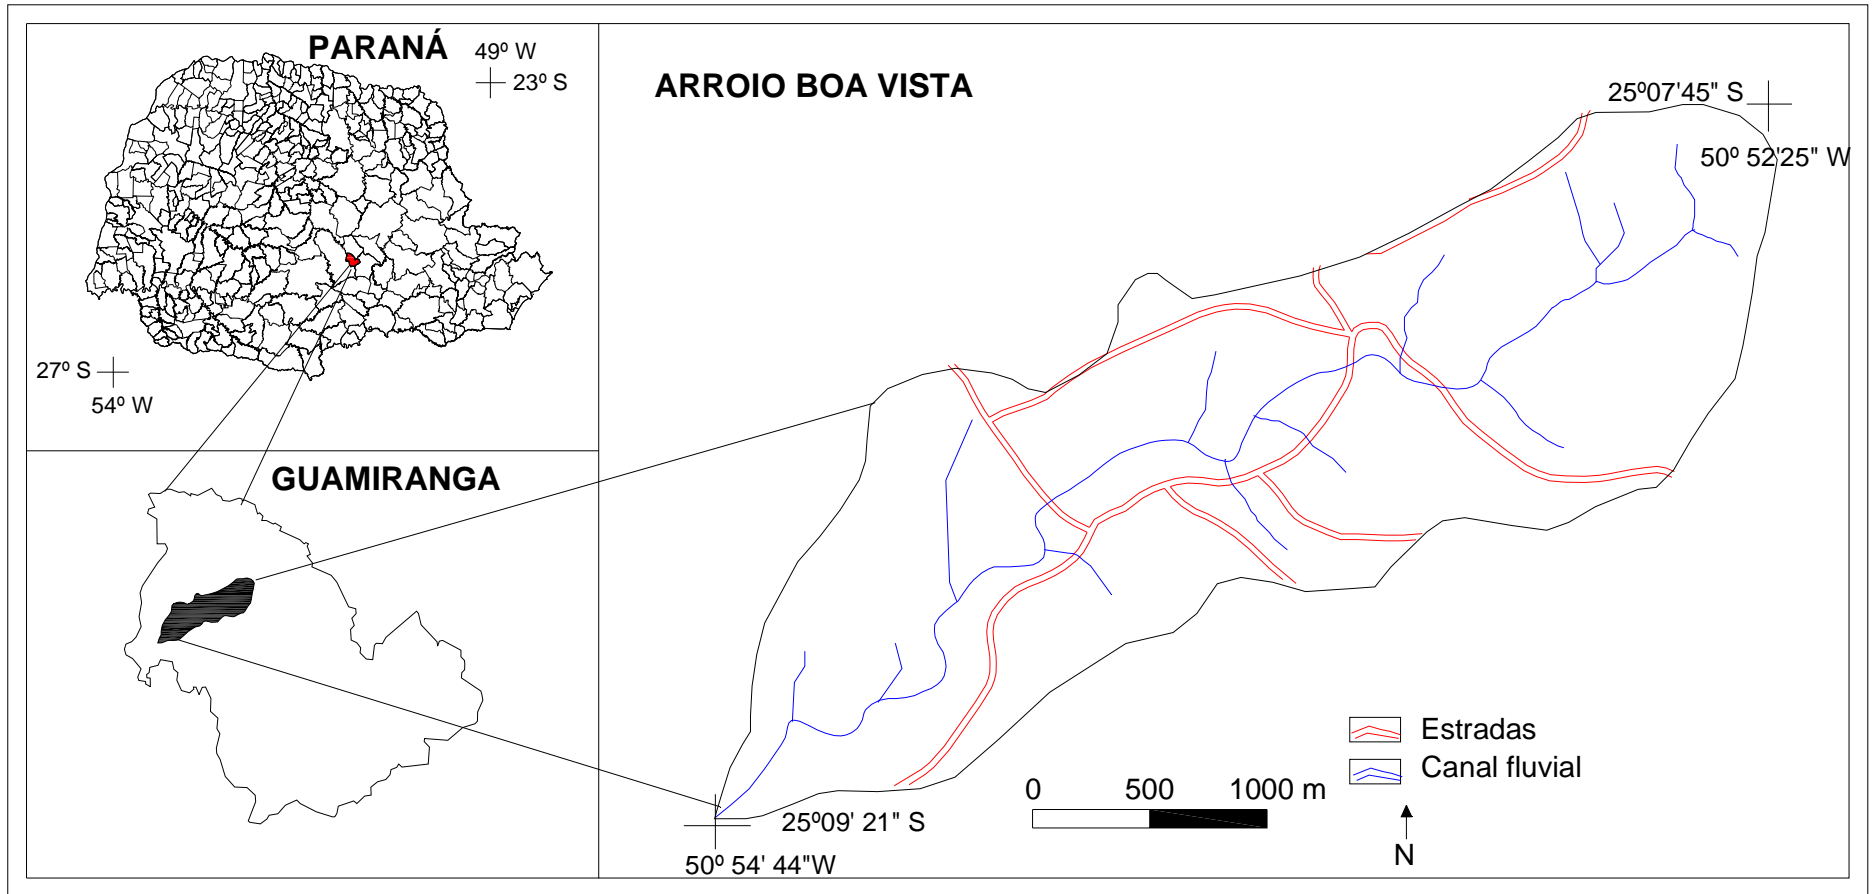 PARANÁ
49º W
23º S
27º S
54º W
GUAMIRANGA
ARROIO BOA VISTA
25º07'45" S
50º 52'25" W
Estradas
Canal fluvial
0 500 1000 m
N
25º09' 21" S
50º 54' 44"W